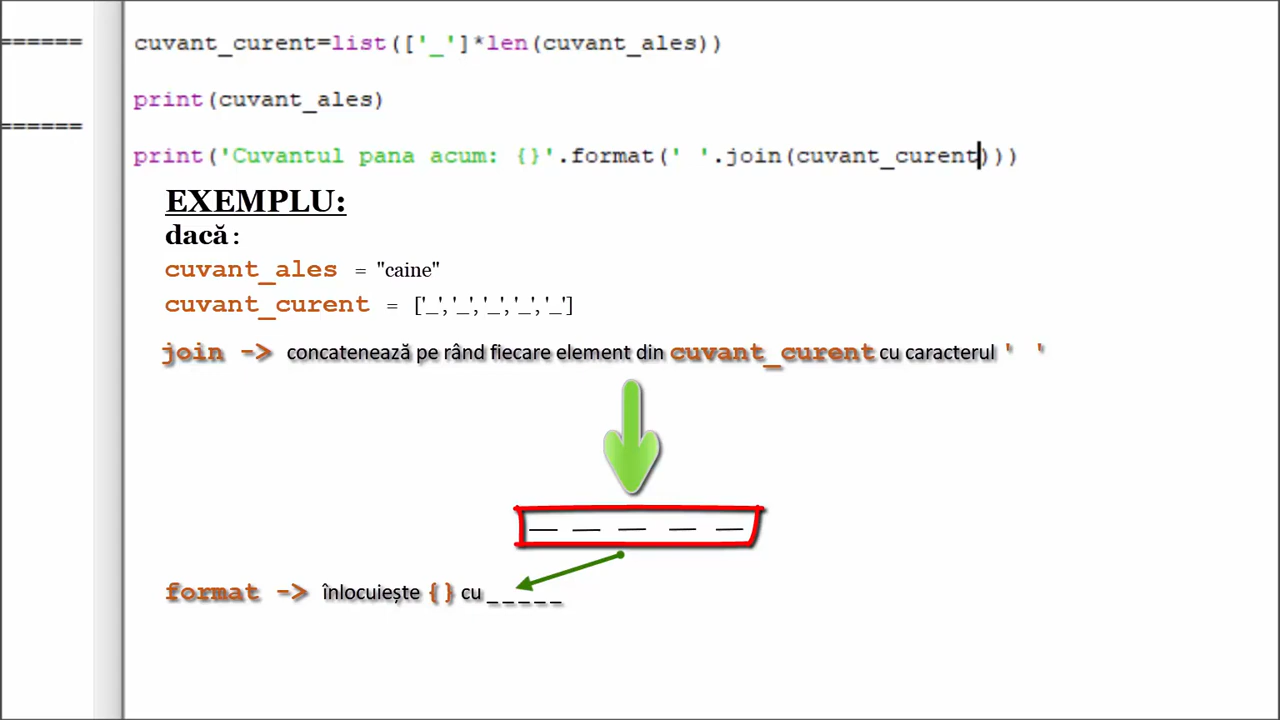 ======
cuvant_curent=list(['_']*len(cuvant_ales))
print(cuvant_ales)
======
print('Cuvantul pana acum: {}'.format(' '.join(cuvant_curent)))
EXEMPLU:
dacă:
cuvant_ales = "caine"
cuvant_curent = ['_','_','_','_','_']
join -> concatenează pe rând fiecare element din cuvant_curent cu caracterul ' '
_ _ _ _ _
format -> înlocuiește {} cu _ _ _ _ _